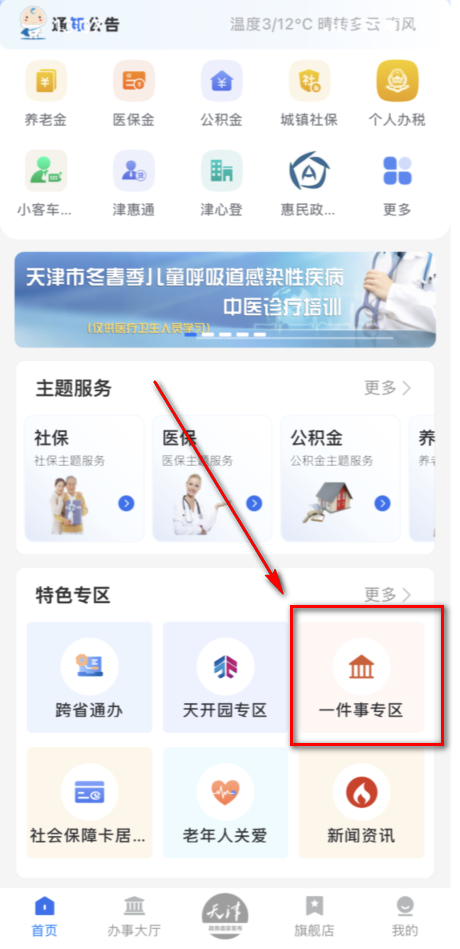 通知公告 温度3/12°C 晴转多云 南风
养老金 医保金 公积金 城镇社保 个人办税
小客车... 津惠通 津心登 惠民政... 更多
天津市冬春季儿童呼吸道感染性疾病
中医诊疗培训
(仅供医疗卫生人员学习)
主题服务 更多
社保 医保 公积金 养
社保主题服务 医保主题服务 公积金主题服务 养老
特色专区 更多
跨省通办 天开园专区 一件事专区
社会保障卡居... 老年人关爱 新闻资讯
天津
首页 办事大厅 旗舰店 我的